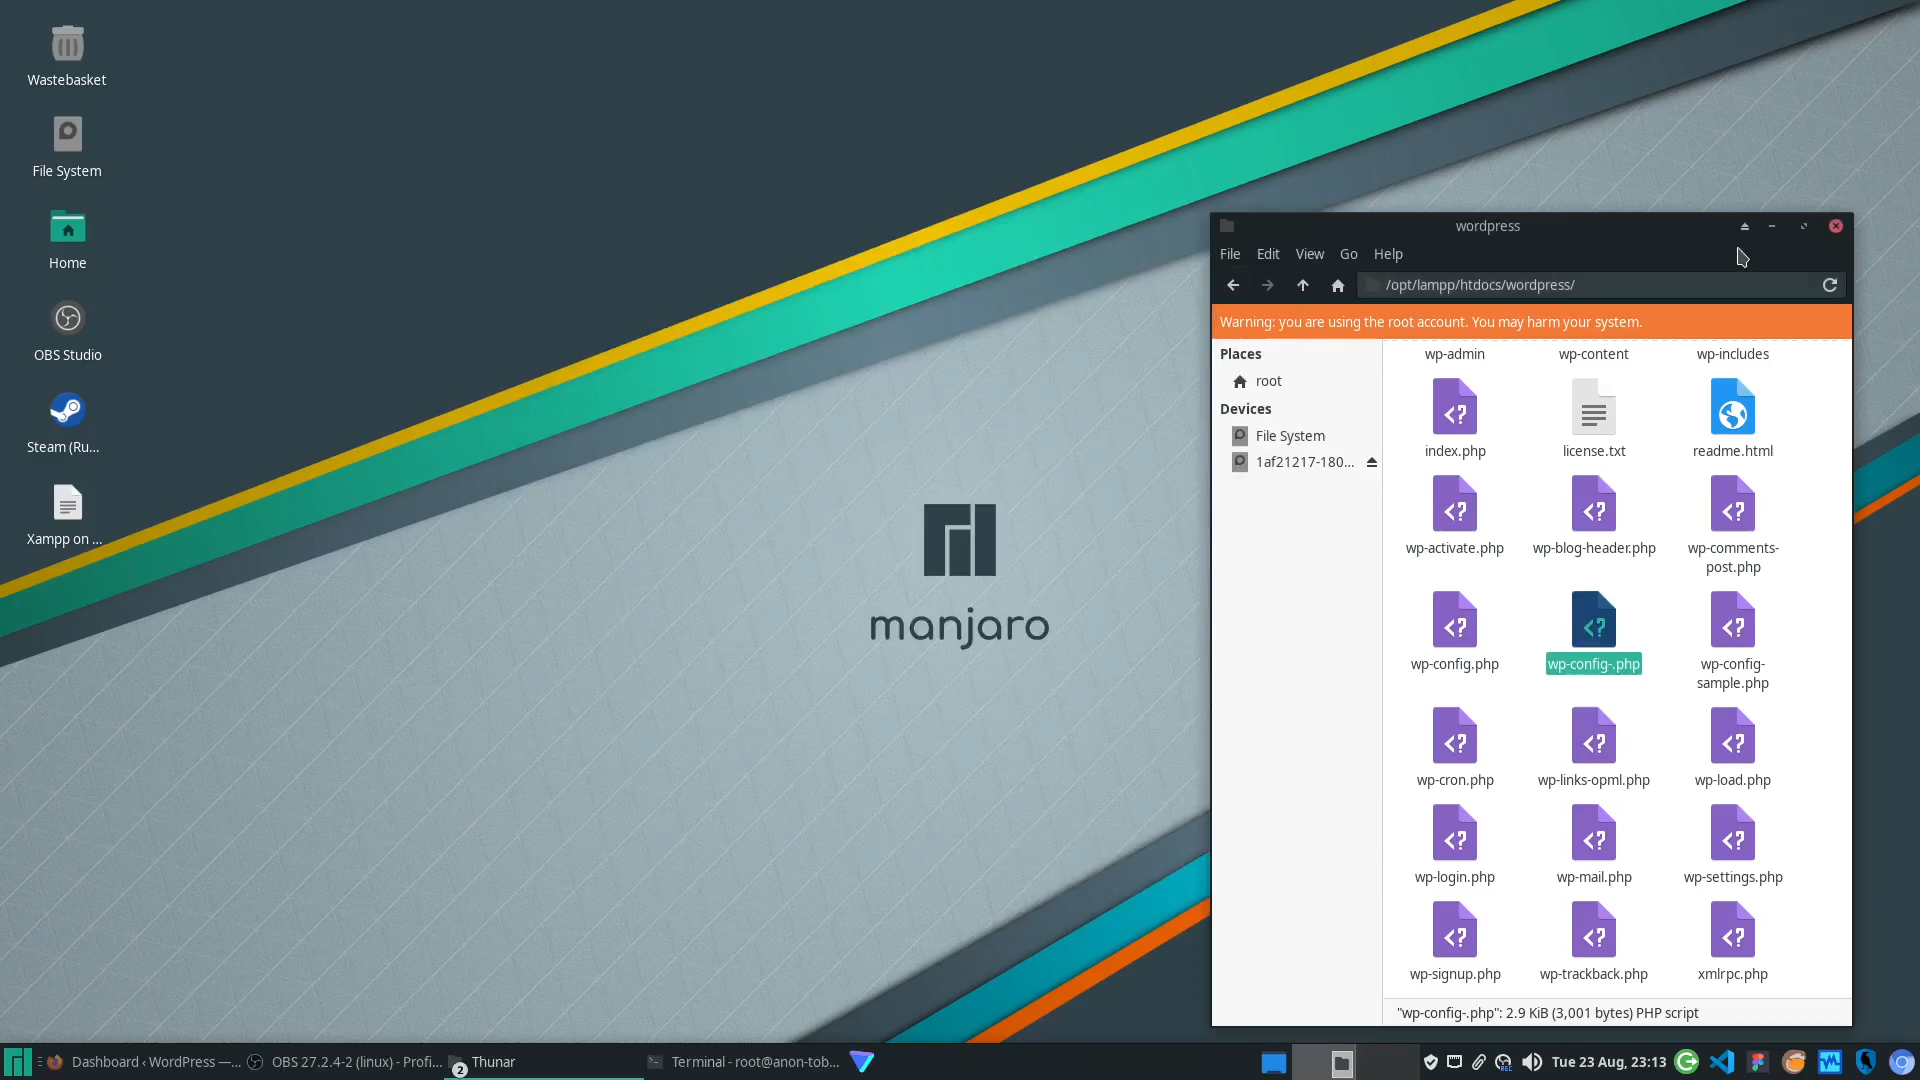 Wastebasket
File System
Home
OBS Studio
Steam (Ru...
Xampp on ...
manjaro
wordpress
File Edit View Go Help
/opt/lampp/htdocs/wordpress/
Warning: you are using the root account. You may harm your system.
Places
root
Devices
File System
1af21217-180...
wp-admin wp-content wp-includes
index.php license.txt readme.html
wp-activate.php wp-blog-header.php wp-comments-
post.php
wp-config.php wp-config-.php wp-config-
sample.php
wp-cron.php wp-links-opml.php wp-load.php
wp-login.php wp-mail.php wp-settings.php
wp-signup.php wp-trackback.php xmlrpc.php
"wp-config-.php": 2.9 KiB (3,001 bytes) PHP script
Dashboard ‹ WordPress —... OBS 27.2.4-2 (linux) - Profi... 2 Thunar Terminal - root@anon-tob... REC Tue 23 Aug, 23:13